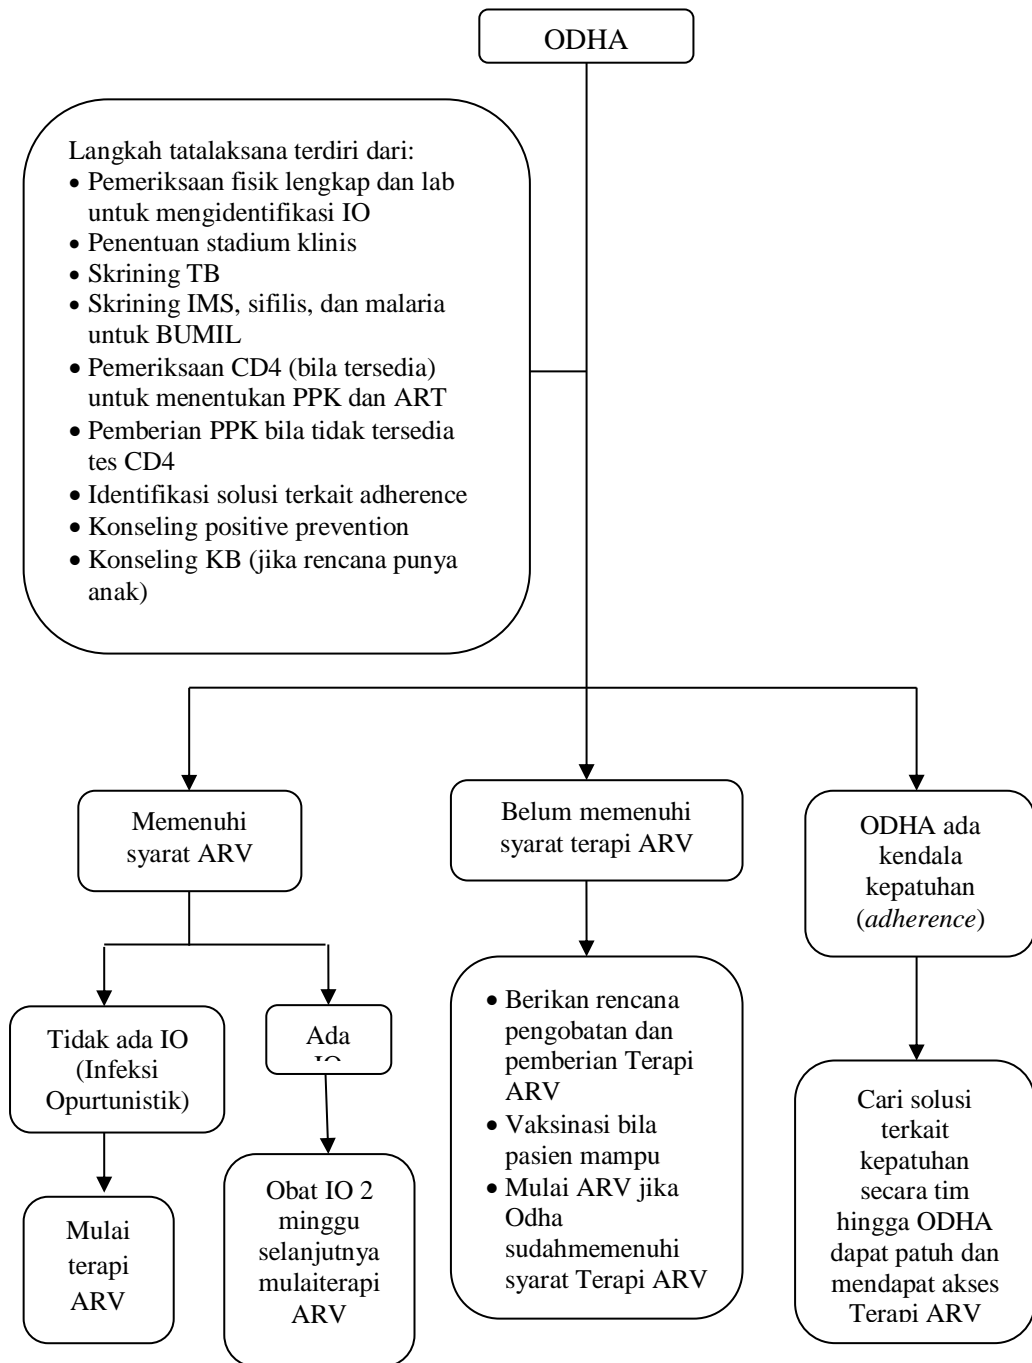 ODHA
Langkah tatalaksana terdiri dari:
• Pemeriksaan fisik lengkap dan lab
untuk mengidentifikasi IO
• Penentuan stadium klinis
• Skrining TB
• Skrining IMS, sifilis, dan malaria
untuk BUMIL
• Pemeriksaan CD4 (bila tersedia)
untuk menentukan PPK dan ART
• Pemberian PPK bila tidak tersedia
tes CD4
• Identifikasi solusi terkait adherence
• Konseling positive prevention
• Konseling KB (jika rencana punya
anak)
Memenuhi
syarat ARV
Belum memenuhi
syarat terapi ARV
ODHA ada
kendala
kepatuhan
(adherence)
Tidak ada IO
(Infeksi
Opurtunistik)
Ada
Mulai
terapi
ARV
Obat IO 2
minggu
selanjutnya
mulaiterapi
ARV
• Berikan rencana
pengobatan dan
pemberian Terapi
ARV
• Vaksinasi bila
pasien mampu
• Mulai ARV jika
Odha
sudahmemenuhi
syarat Terapi ARV
Cari solusi
terkait
kepatuhan
secara tim
hingga ODHA
dapat patuh dan
mendapat akses
Terapi ARV